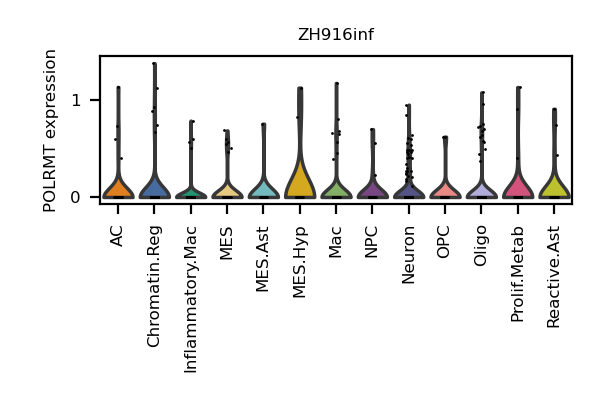 ZH916inf
POLRMT expression
1
0
AC
Chromatin.Reg
Inflammatory.Mac
MES
MES.Ast
MES.Hyp
Mac
NPC
Neuron
OPC
Oligo
Prolif.Metab
Reactive.Ast